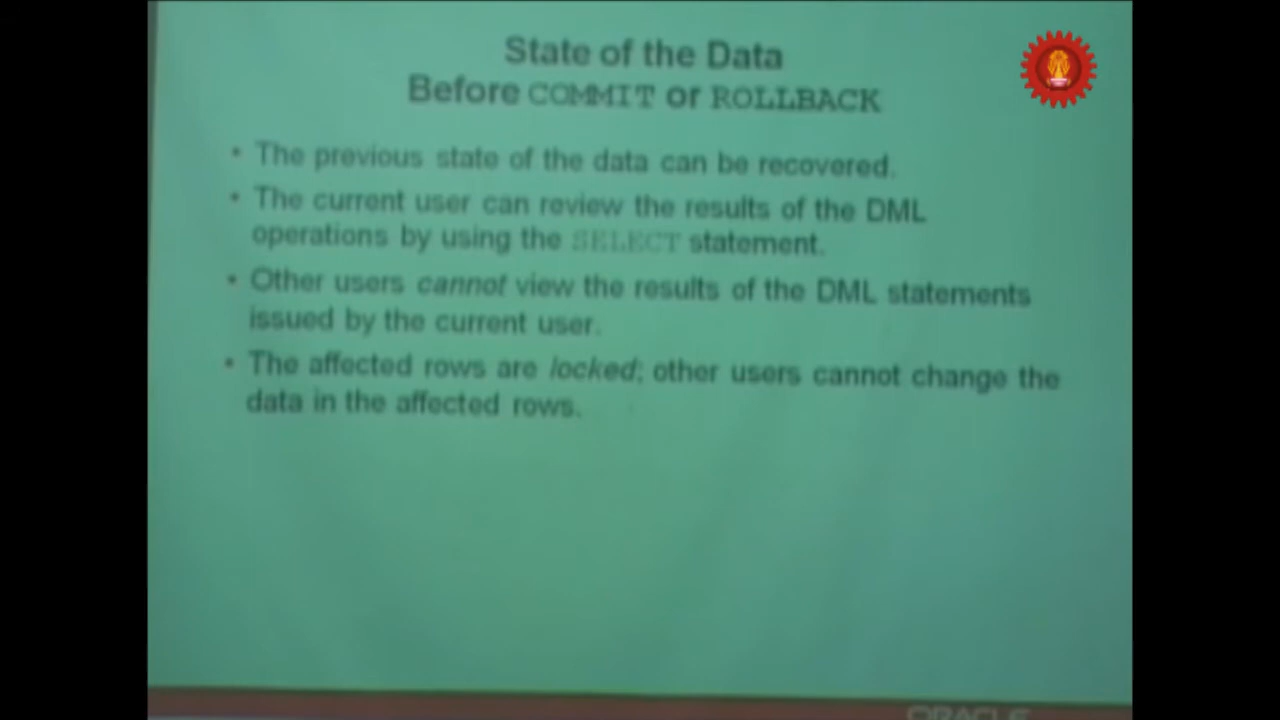 State of the Data
Before COMMIT or ROLLBACK
• The previous state of the data can be recovered.
• The current user can review the results of the DML
operations by using the SELECT statement.
• Other users cannot view the results of the DML statements
issued by the current user.
• The affected rows are locked; other users cannot change the
data in the affected rows.
ORACLE